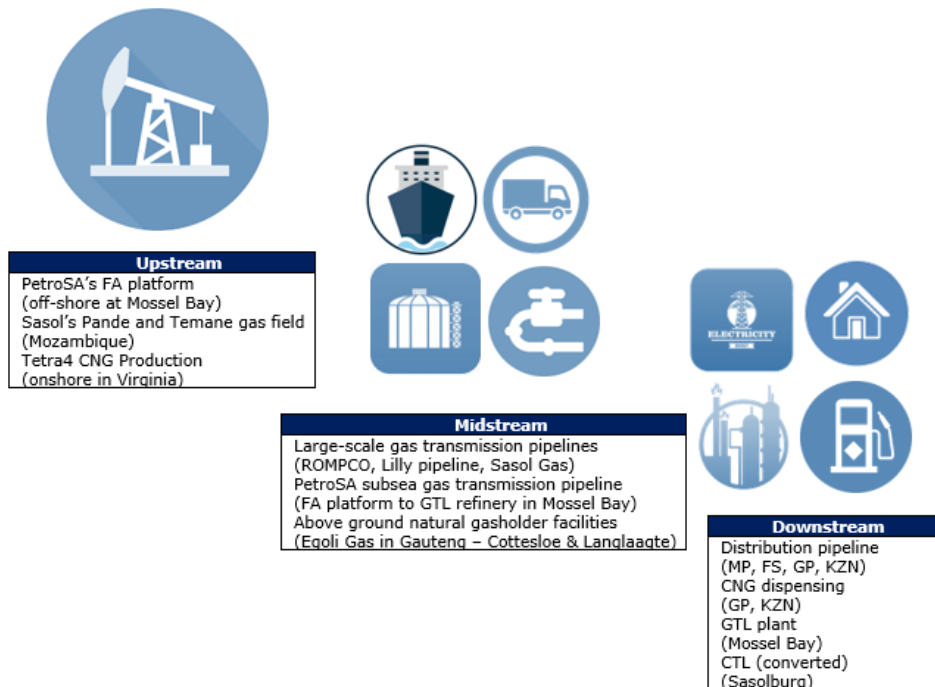 Upstream
PetroSA's FA platform
(off-shore at Mossel Bay)
Sasol's Pande and Temane gas field
(Mozambique)
Tetra4 CNG Production
(onshore in Virginia)
Midstream
Large-scale gas transmission pipelines
(ROMPCO, Lilly pipeline, Sasol Gas)
PetroSA subsea gas transmission pipeline
(FA platform to GTL refinery in Mossel Bay)
Above ground natural gasholder facilities
(Egoli Gas in Gauteng – Cottesloe & Langlaagte)
ELECTRICITY
Downstream
Distribution pipeline
(MP, FS, GP, KZN)
CNG dispensing
(GP, KZN)
GTL plant
(Mossel Bay)
CTL (converted)
(Sasolburg)